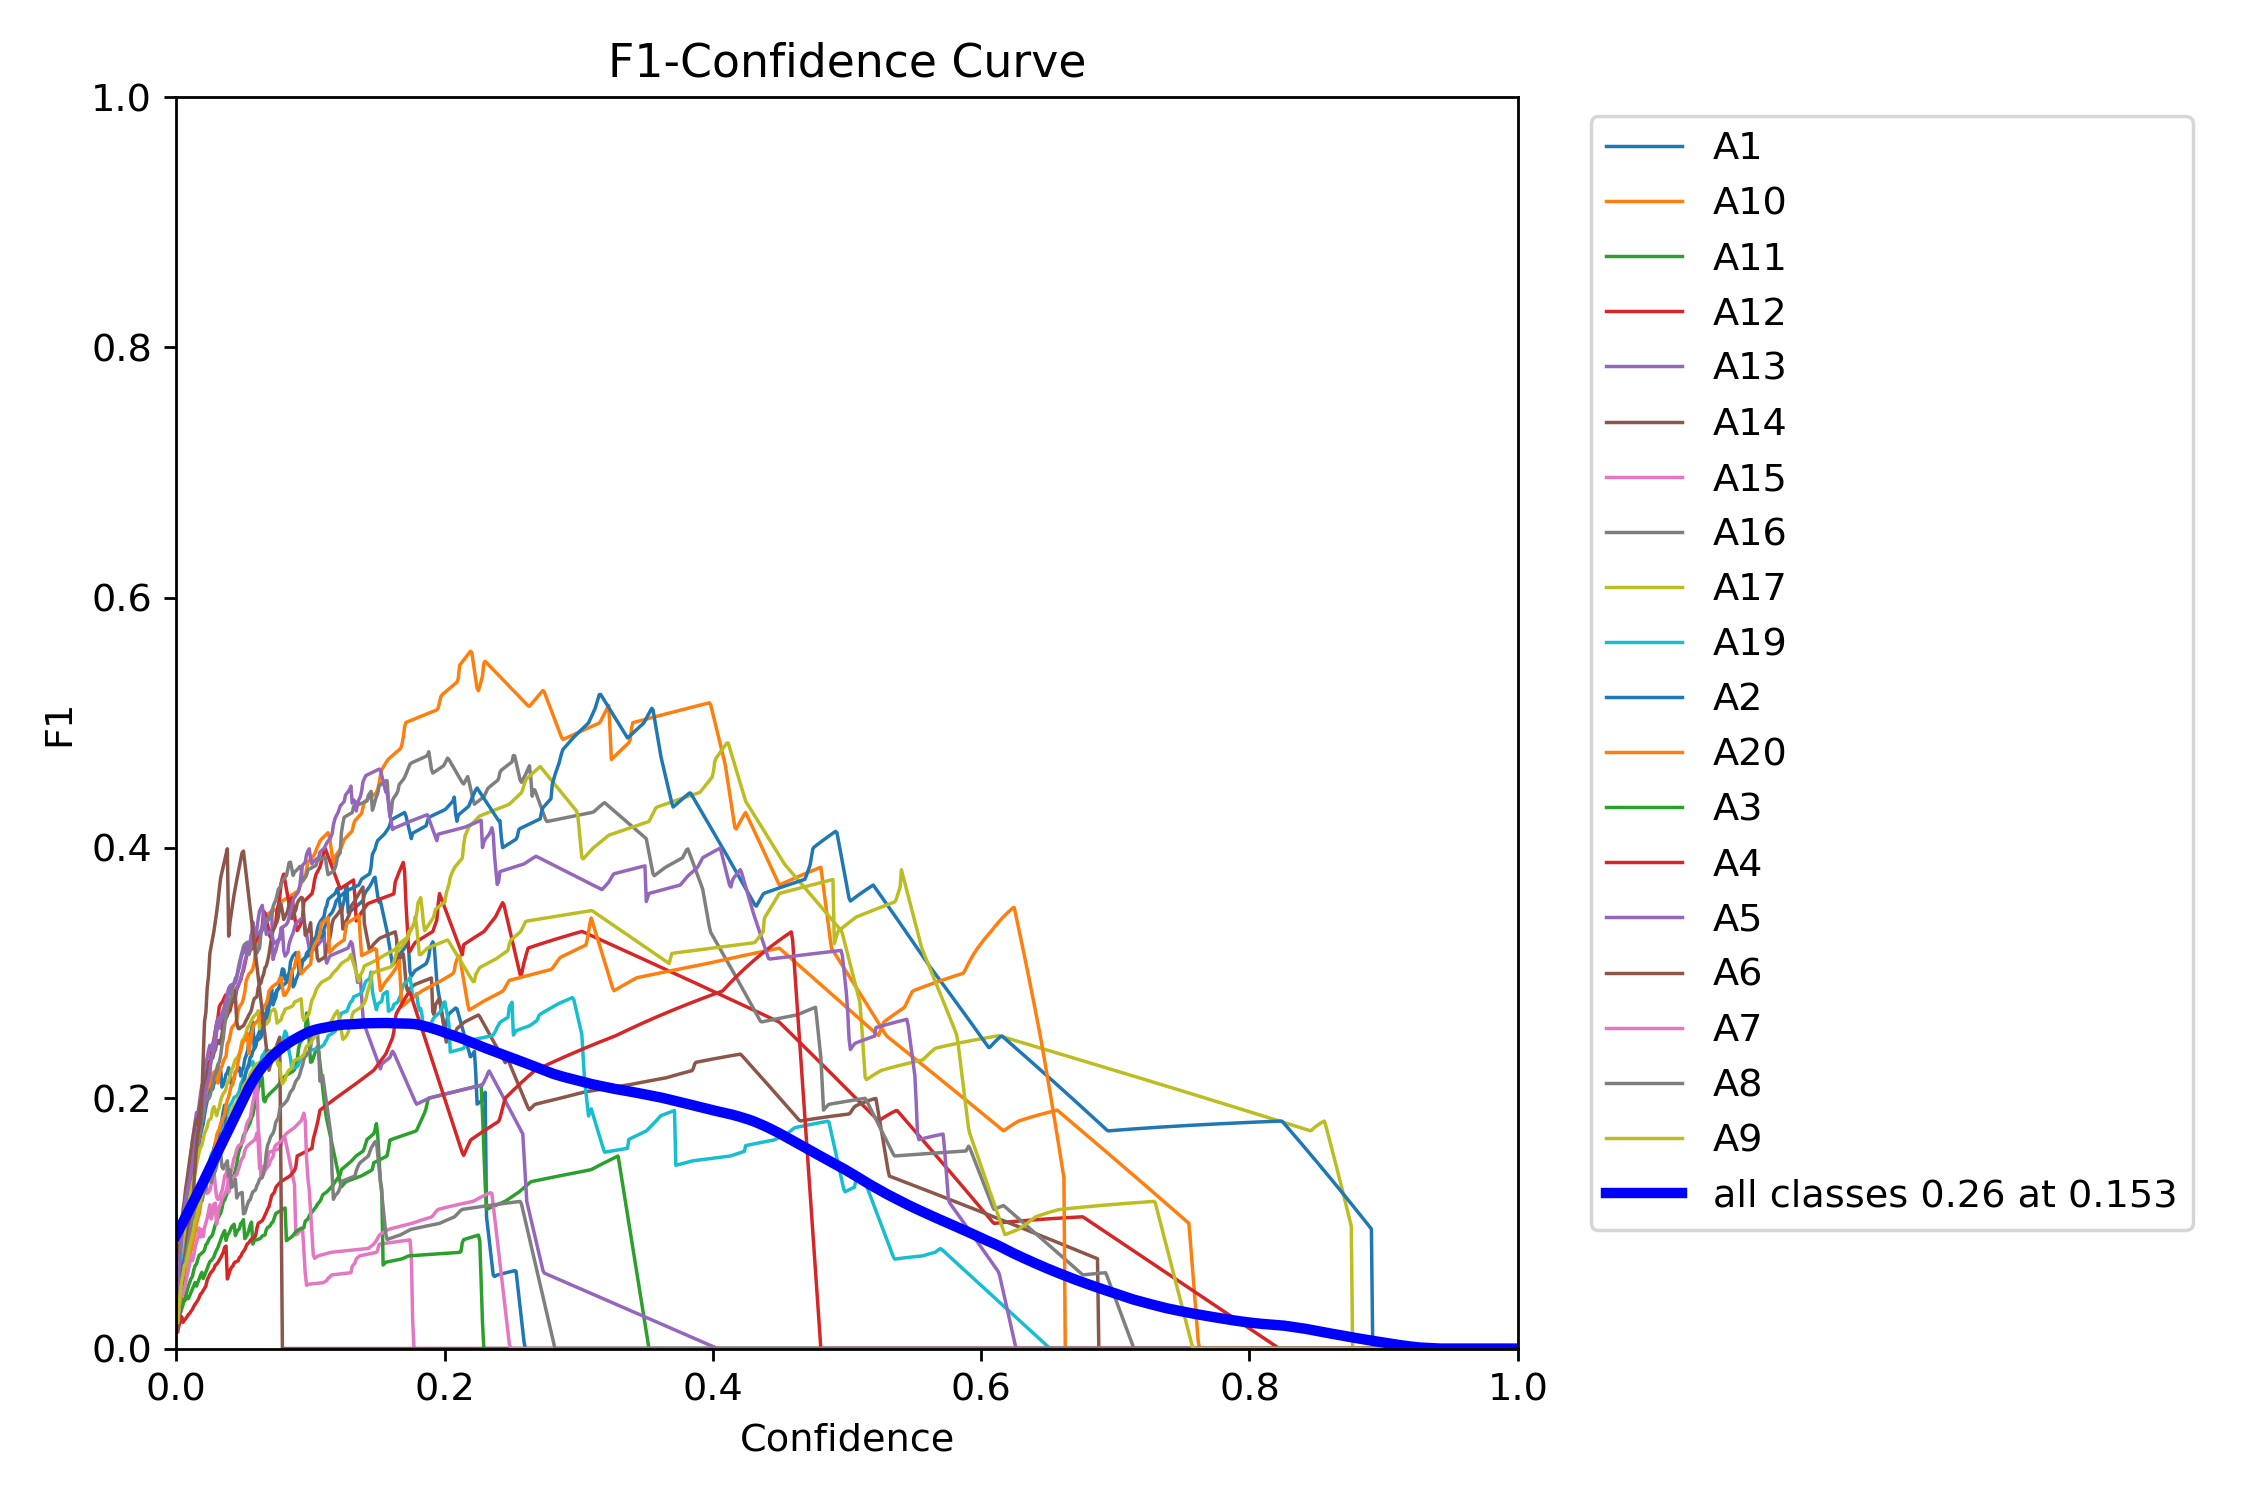 F1-Confidence Curve
1.0
0.8
0.6
0.4
0.2
0.0
F1
0.0 0.2 0.4 0.6 0.8 1.0
Confidence
A1
A10
A11
A12
A13
A14
A15
A16
A17
A19
A2
A20
A3
A4
A5
A6
A7
A8
A9
all classes 0.26 at 0.153